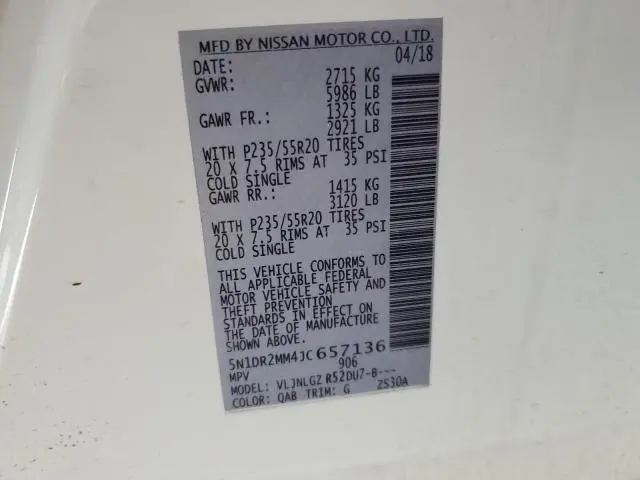 MFD BY NISSAN MOTOR CO., LTD.
DATE: 04/18
GVWR: 2715 KG
5986 LB
GAWR FR.: 1325 KG
2921 LB
WITH P235/55R20 TIRES
20 X 7.5 RIMS AT 35 PSI
COLD SINGLE
GAWR RR.: 1415 KG
3120 LB
WITH P235/55R20 TIRES
20 X 7.5 RIMS AT 35 PSI
COLD SINGLE
THIS VEHICLE CONFORMS TO
ALL APPLICABLE FEDERAL
MOTOR VEHICLE SAFETY AND
THEFT PREVENTION
STANDARDS IN EFFECT ON
THE DATE OF MANUFACTURE
SHOWN ABOVE.
5N1DR2MM4JC657136
MPV 906
MODEL: VLJNLGZ R52DU7-B---
COLOR: QAB TRIM: G 2S30A